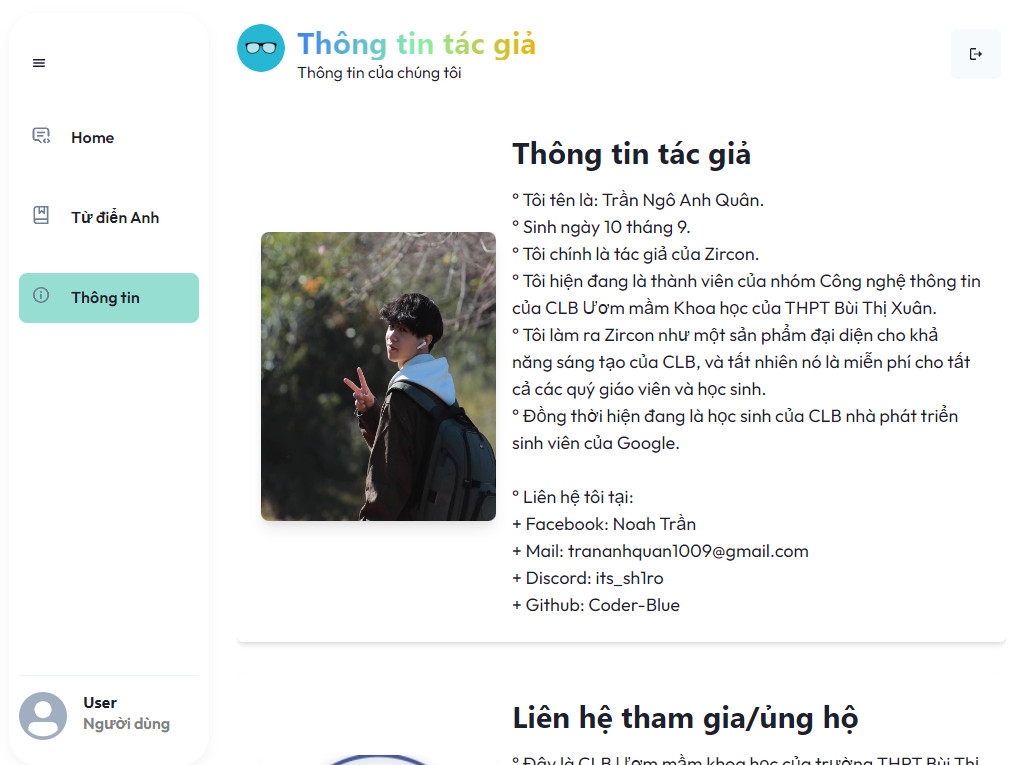 Thông tin tác giả
Thông tin của chúng tôi
Home
Từ điển Anh
Thông tin
Thông tin tác giả
° Tôi tên là: Trần Ngô Anh Quân.
° Sinh ngày 10 tháng 9.
° Tôi chính là tác giả của Zircon.
° Tôi hiện đang là thành viên của nhóm Công nghệ thông tin
của CLB Ươm mầm Khoa học của THPT Bùi Thị Xuân.
° Tôi làm ra Zircon như một sản phẩm đại diện cho khả
năng sáng tạo của CLB, và tất nhiên nó là miễn phí cho tất
cả các quý giáo viên và học sinh.
° Đồng thời hiện đang là học sinh của CLB nhà phát triển
sinh viên của Google.
° Liên hệ tôi tại:
+ Facebook: Noah Trần
+ Mail: trananhquan1009@gmail.com
+ Discord: its_sh1ro
+ Github: Coder-Blue
User
Người dùng
Liên hệ tham gia/ủng hộ
° Đây là CLB Ươm mầm khoa học của trường THPT Bùi Thị